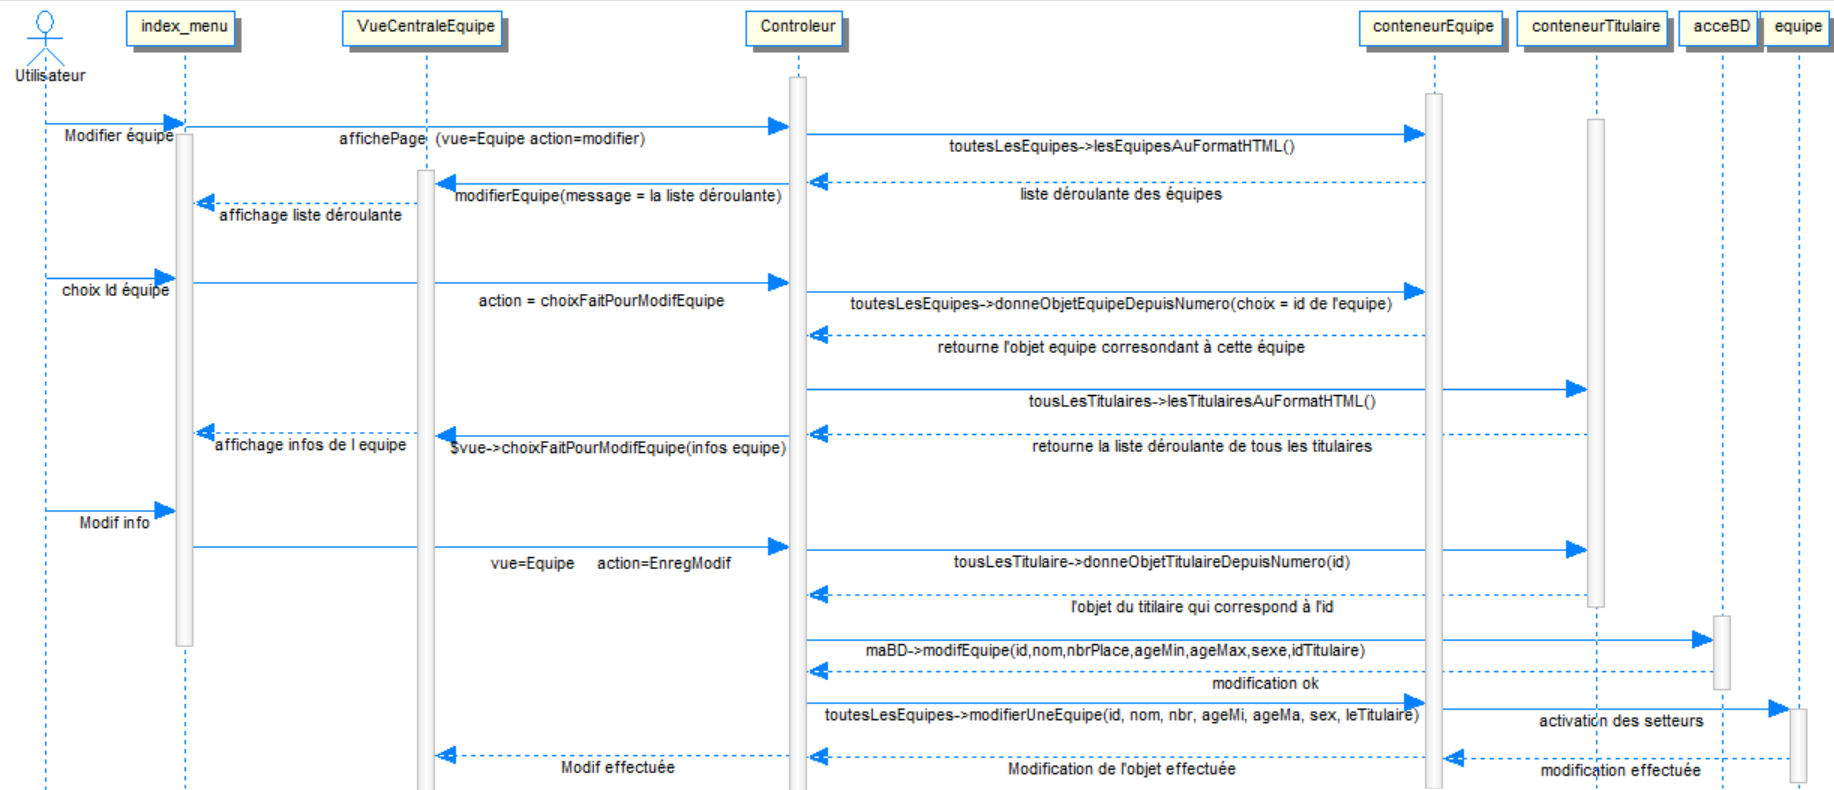 index_menu
VueCentraleEquipe
Controleur
conteneurEquipe
conteneurTitulaire
acceBD
equipe
Utilisateur
Modifier équipe
affichePage (vue=Equipe action=modifier)
toutesLesEquipes->lesEquipesAuFormatHTML()
modifierEquipe(message = la liste déroulante)
liste déroulante des équipes
affichage liste déroulante
choix Id équipe
action = choixFaitPourModifEquipe
toutesLesEquipes->donneObjetEquipeDepuisNumero(choix = id de l'equipe)
retourne l'objet equipe corresondant à cette équipe
tousLesTitulaires->lesTitulairesAuFormatHTML()
affichage infos de l equipe
$vue->choixFaitPourModifEquipe(infos equipe)
retourne la liste déroulante de tous les titulaires
Modif info
vue=Equipe action=EnregModif
tousLesTitulaire->donneObjetTitulaireDepuisNumero(id)
l'objet du titilaire qui correspond à l'id
maBD->modifEquipe(id,nom,nbrPlace,ageMin,ageMax,sexe,idTitulaire)
modification ok
toutesLesEquipes->modifierUneEquipe(id, nom, nbr, ageMi, ageMa, sex, leTitulaire)
activation des setteurs
Modif effectuée
Modification de l'objet effectuée
modification effectuée